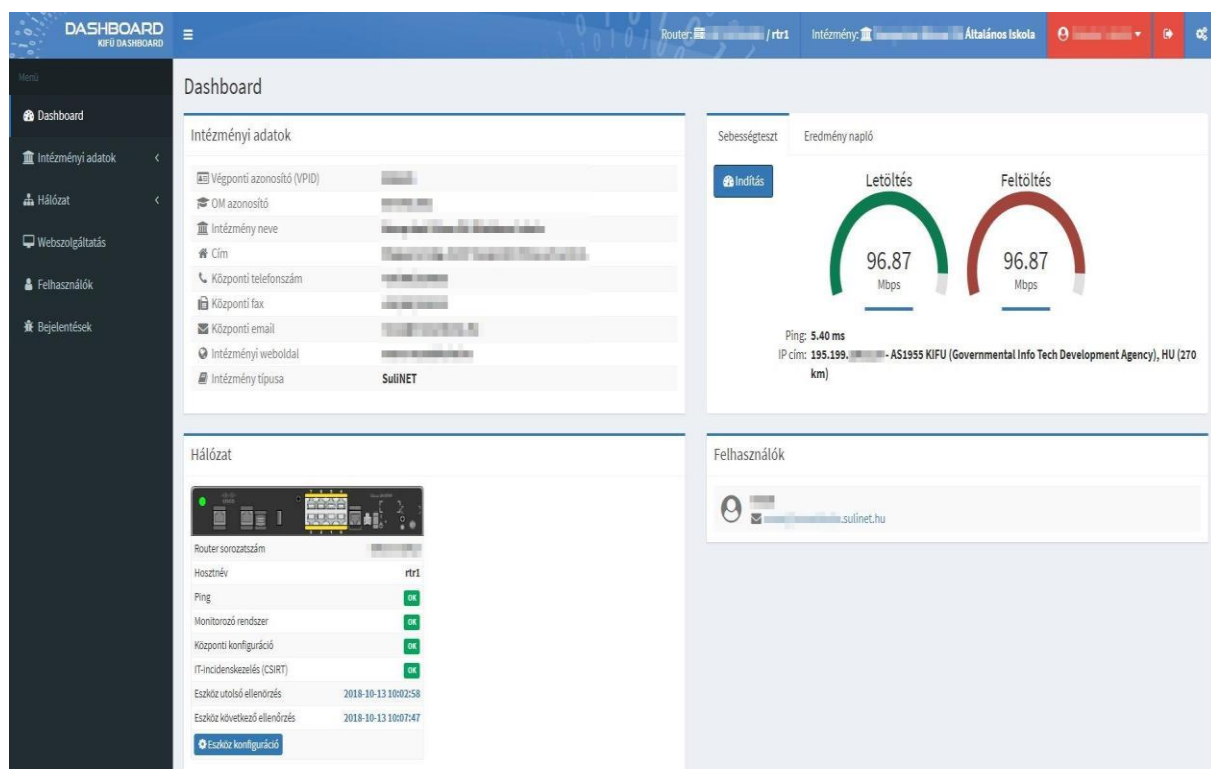 DASHBOARD
KIFÜ DASHBOARD
Router: / rtr1
Intézmény: Általános Iskola
Menü
Dashboard
Intézményi adatok
Hálózat
Webszolgáltatás
Felhasználók
Bejelentések
Dashboard
Intézményi adatok
Végponti azonosító (VPID)
OM azonosító
Intézmény neve
Cím
Központi telefonszám
Központi fax
Központi email
Intézményi weboldal
Intézmény típusa SuliNET
Sebességteszt Eredmény napló
Indítás
Letöltés Feltöltés
96.87 96.87
Mbps Mbps
Ping: 5.40 ms
IP cím: 195.199. - AS1955 KIFU (Governmental Info Tech Development Agency), HU (270
km)
Hálózat
Router sorozatszám
Hosztnév rtr1
Ping OK
Monitorozó rendszer OK
Központi konfiguráció OK
IT-incidenskezelés (CSIRT) OK
Eszköz utolsó ellenörzés 2018-10-13 10:02:58
Eszköz következő ellenőrzés 2018-10-13 10:07:47
Eszköz konfiguráció
Felhasználók
.sulinet.hu